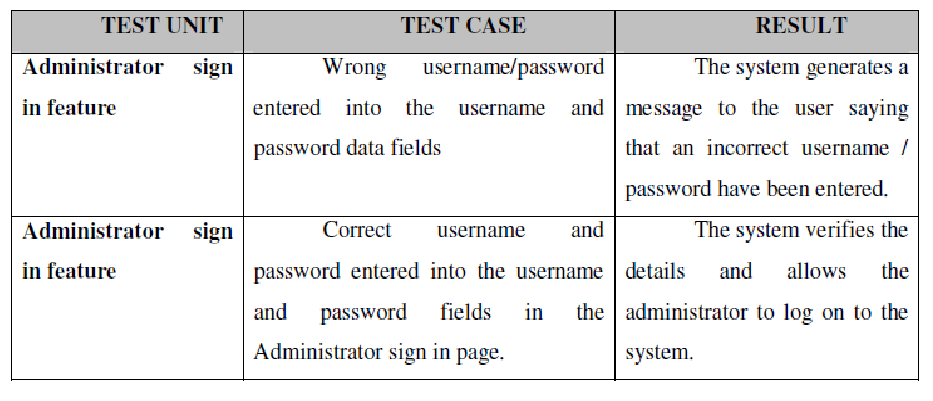 TEST UNIT TEST CASE RESULT
Administrator sign
in feature
Wrong username/password
entered into the username and
password data fields
The system generates a
message to the user saying
that an incorrect username /
password have been entered.
Administrator sign
in feature
Correct username and
password entered into the username
and password fields in the
Administrator sign in page.
The system verifies the
details and allows the
administrator to log on to the
system.